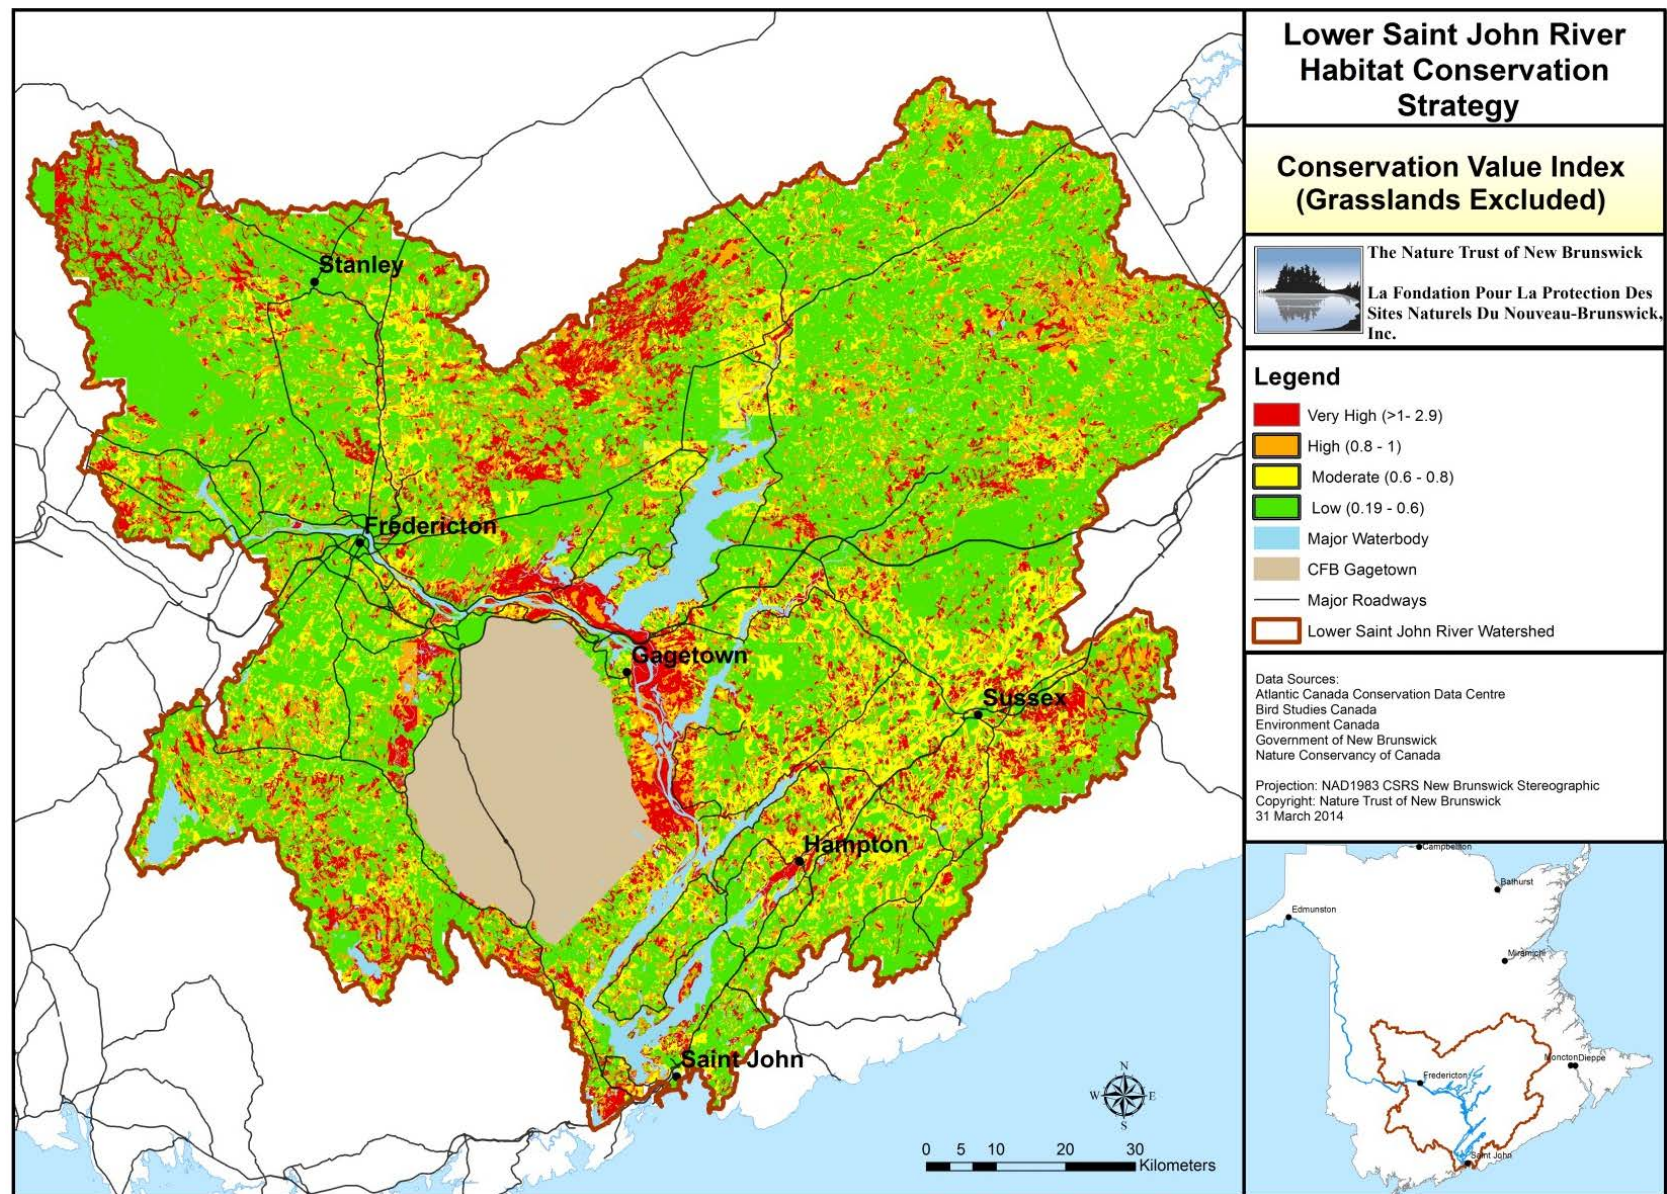 Lower Saint John River
Habitat Conservation
Strategy
Conservation Value Index
(Grasslands Excluded)
The Nature Trust of New Brunswick
La Fondation Pour La Protection Des
Sites Naturels Du Nouveau-Brunswick,
Inc.
Legend
Very High (>1- 2.9)
High (0.8 - 1)
Moderate (0.6 - 0.8)
Low (0.19 - 0.6)
Major Waterbody
CFB Gagetown
Major Roadways
Lower Saint John River Watershed
Data Sources:
Atlantic Canada Conservation Data Centre
Bird Studies Canada
Environment Canada
Government of New Brunswick
Nature Conservancy of Canada
Projection: NAD1983 CSRS New Brunswick Stereographic
Copyright: Nature Trust of New Brunswick
31 March 2014
Stanley
Fredericton
Gagetown
Sussex
Hampton
Saint John
N
W E
S
0 5 10 20 30
Kilometers
Campbellton
Bathurst
Edmunston
Miramichi
MonctonDieppe
Fredericton
Saint John